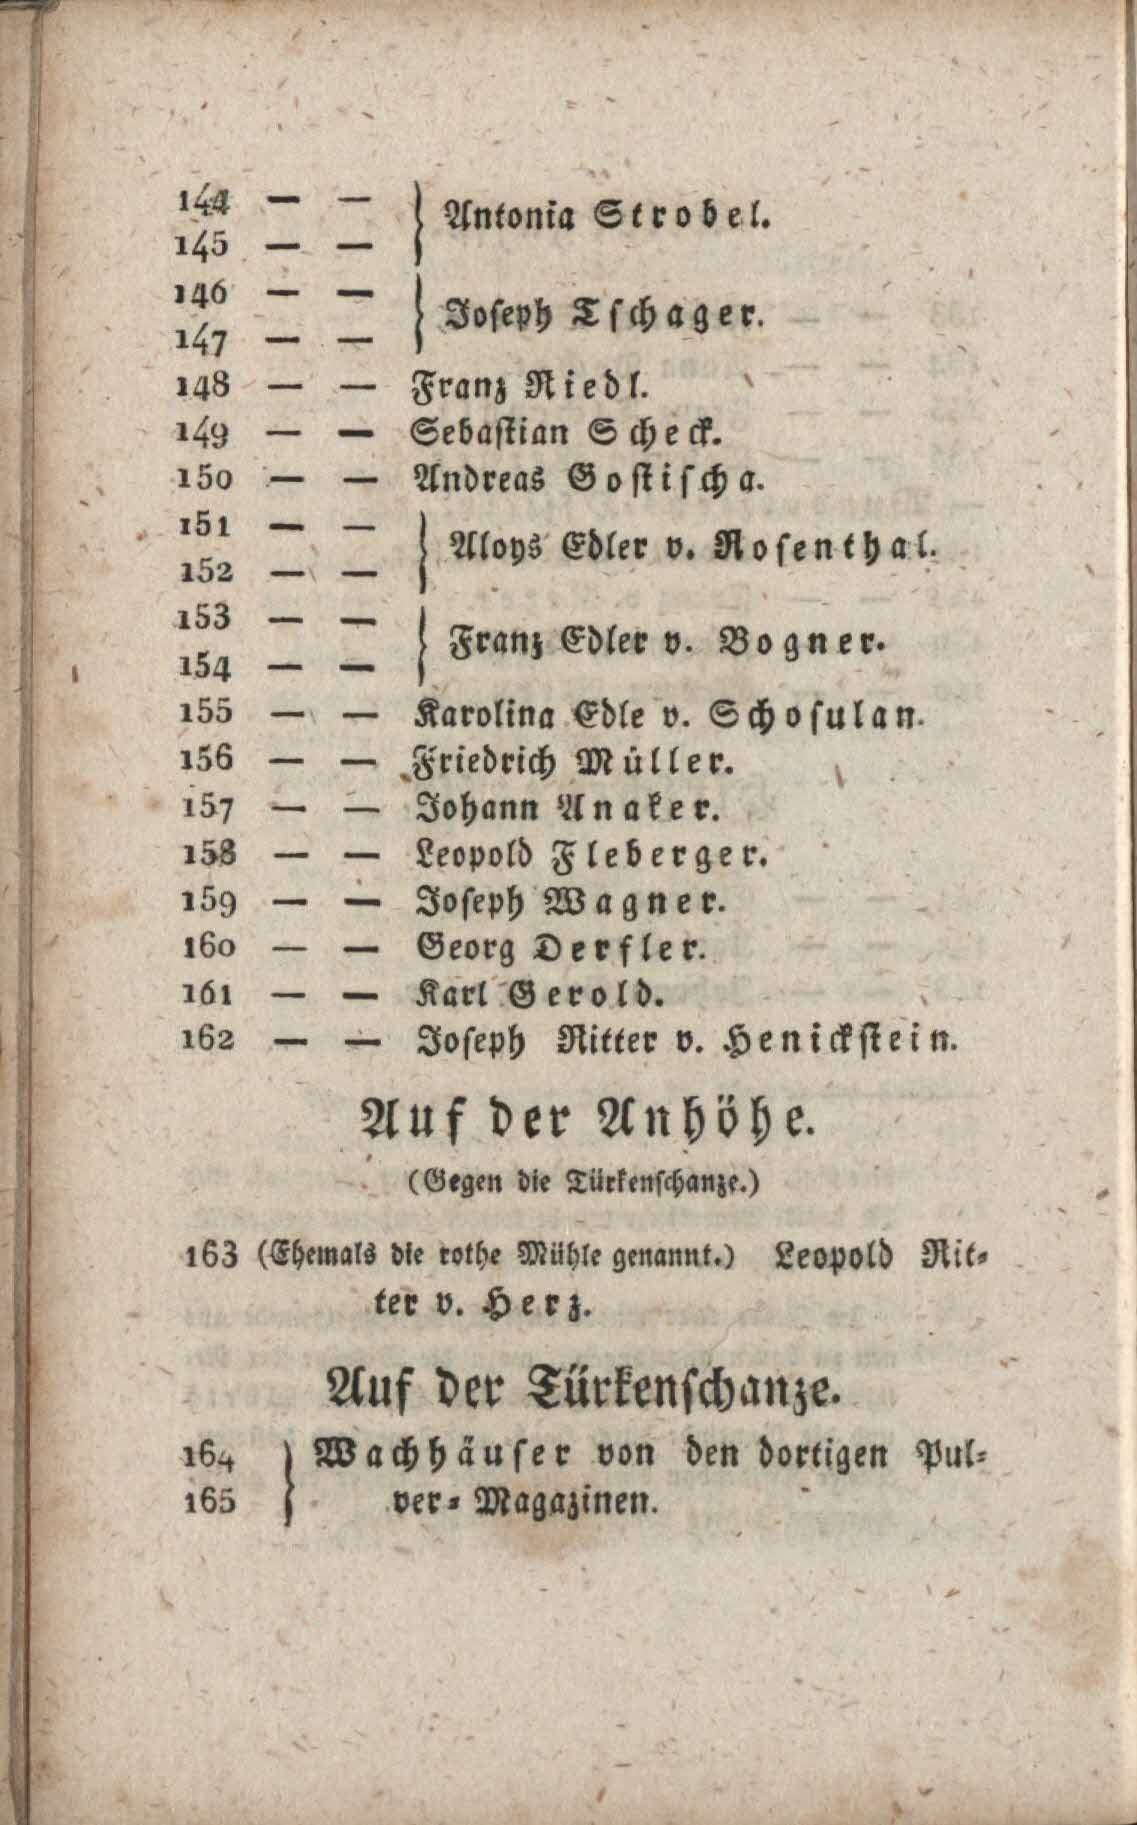 144 — — } Antonia Strobel.
145 — —
146 — — } Joseph Tschager.
147 — —
148 — — Franz Riedl.
149 — — Sebastian Scheck.
150 — — Andreas Gostischa.
151 — — } Aloys Edler v. Rosenthal.
152 — —
153 — — } Franz Edler v. Bogner.
154 — —
155 — — Karolina Edle v. Schosulan.
156 — — Friedrich Müller.
157 — — Johann Anaker.
158 — — Leopold Fleberger.
159 — — Joseph Wagner.
160 — — Georg Derfler.
161 — — Karl Gerold.
162 — — Joseph Ritter v. Henickstein.
Auf der Anhöhe.
(Gegen die Türkenschanze.)
163 (Ehemals die rothe Mühle genannt.) Leopold Rit-
ter v. Herz.
Auf der Türkenschanze.
164 } Wachhäuser von den dortigen Pul-
165 ver-Magazinen.